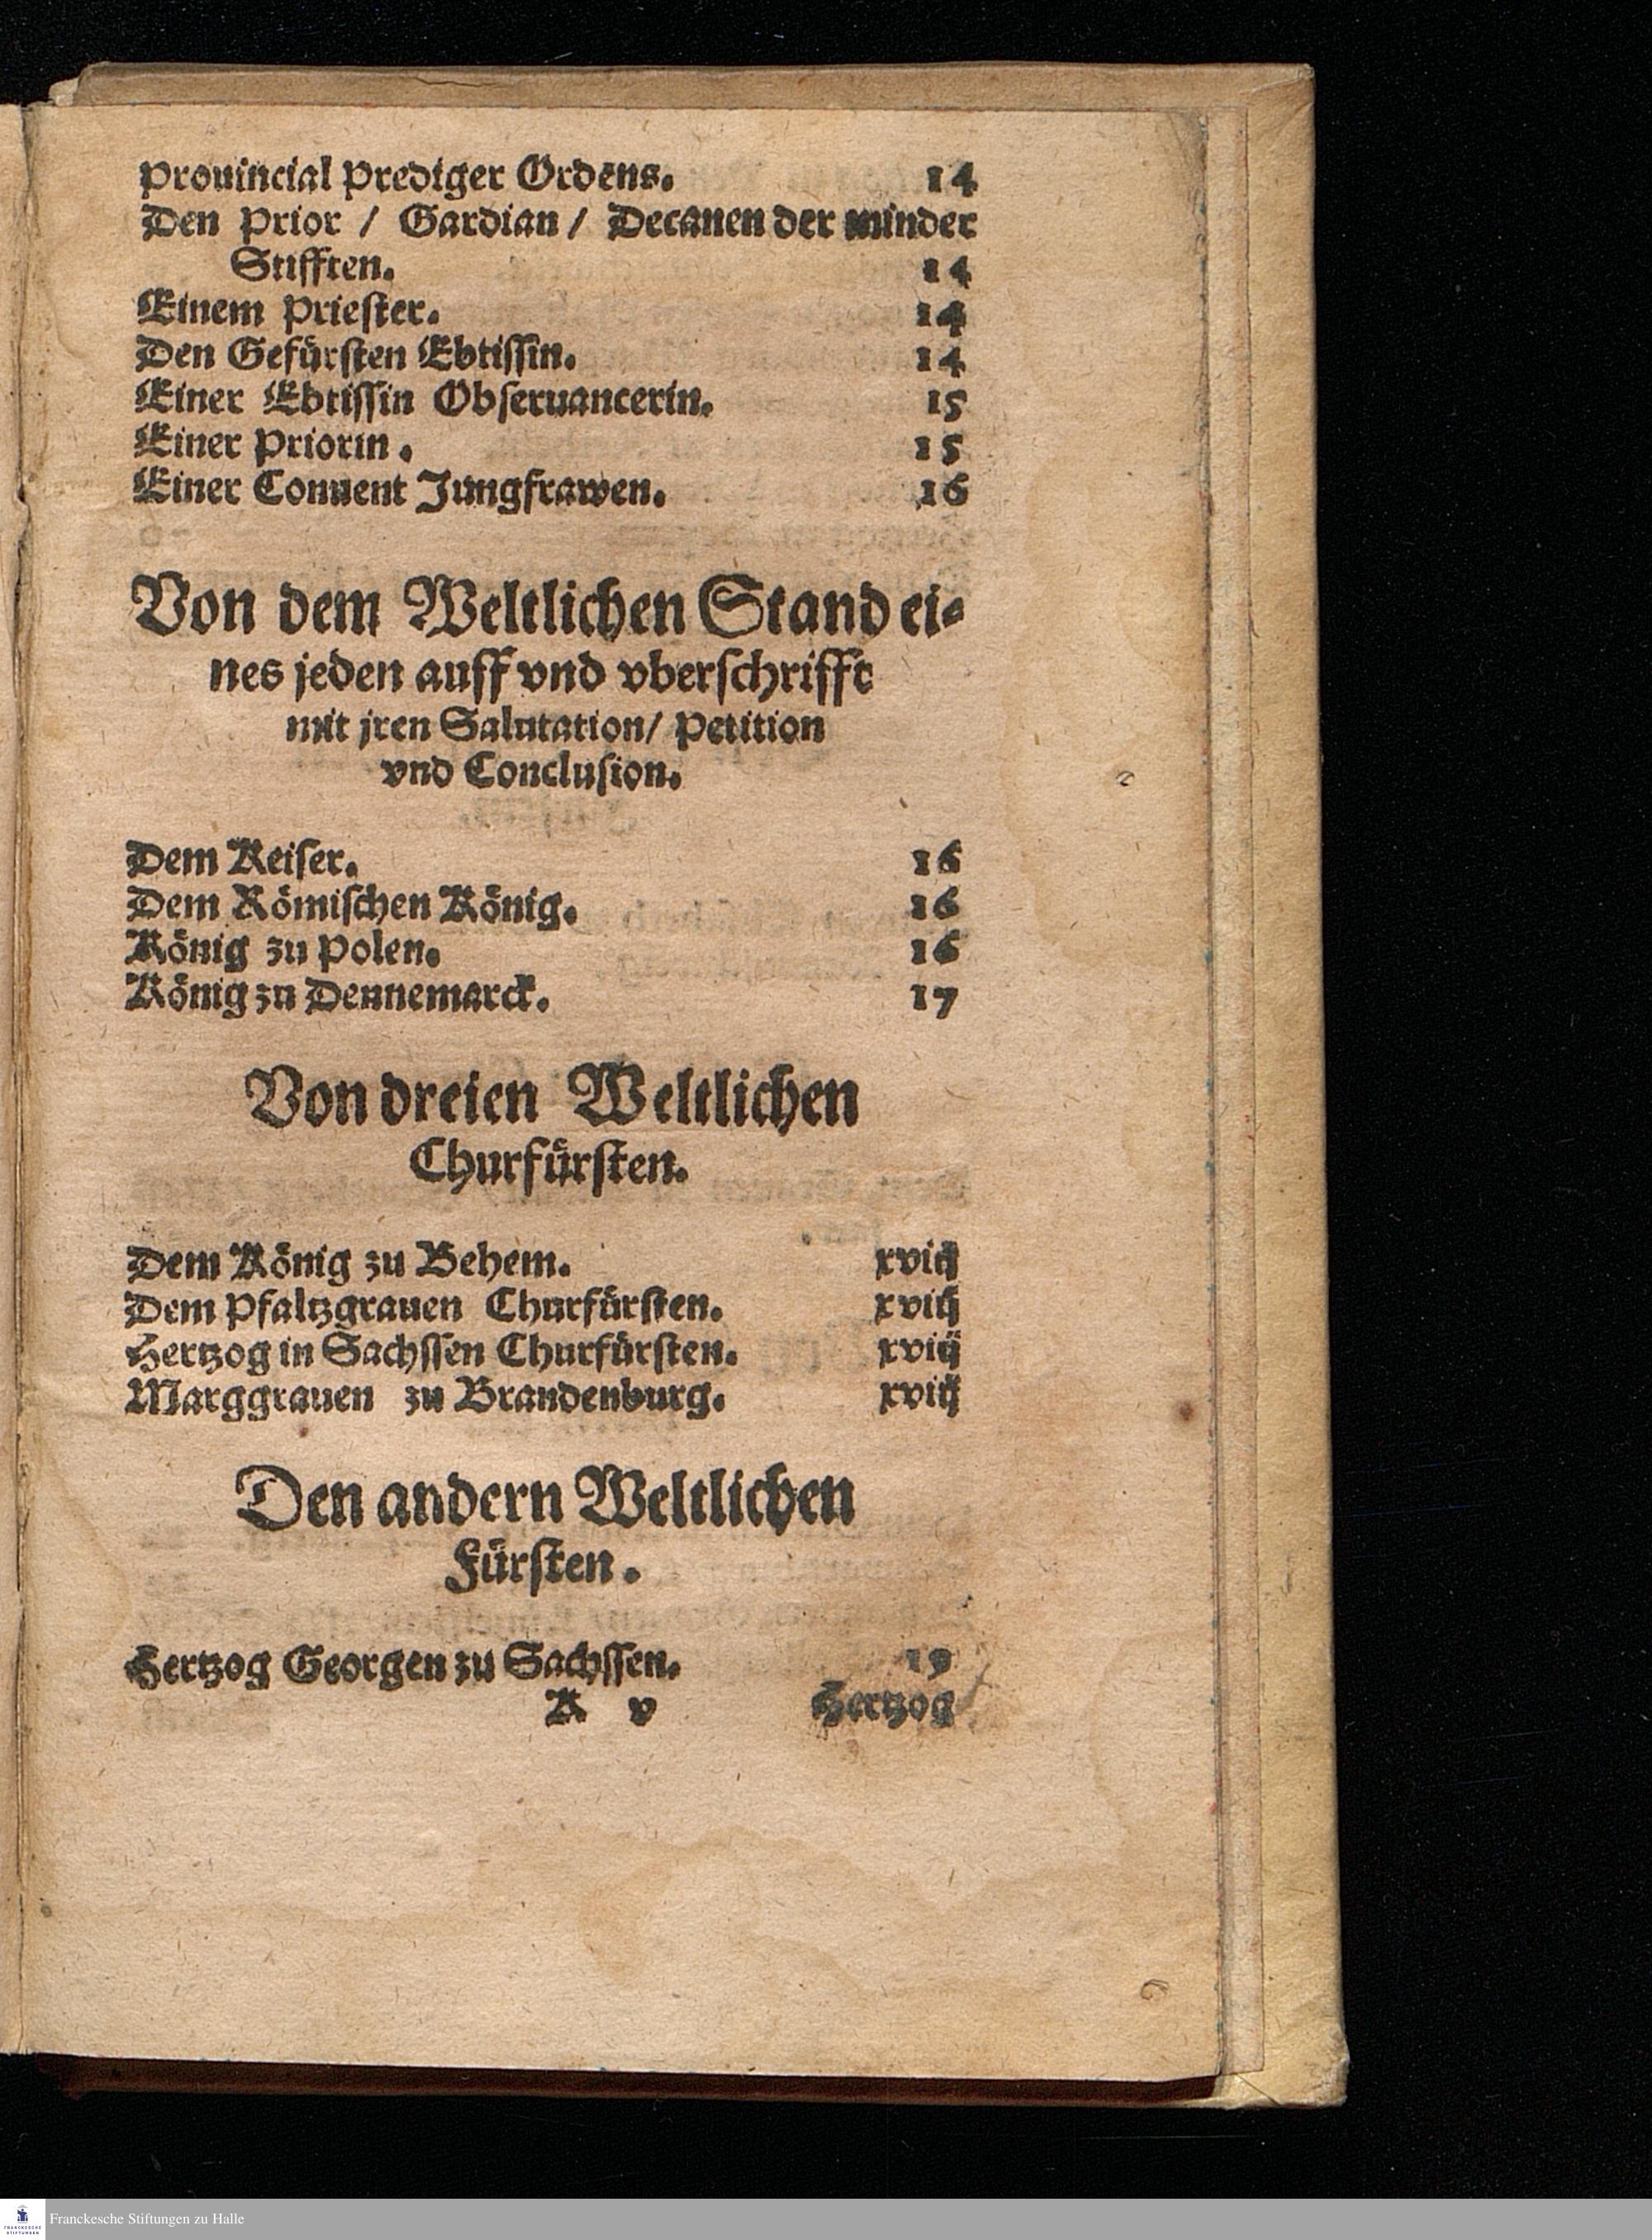 Prouincial Prediger Ordens. 14
Den Prior / Gardian / Decanen der minder
Stifften. 14
Einem Priester. 14
Den Gefürsten Ebtissin. 14
Einer Ebtissin Obseruancerin. 15
Einer Priorin. 15
Einer Conuent Jungfrawen. 16
Von dem Weltlichen Stand ei⸗
nes jeden auff vnd vberschrifft
mit jren Salutation/ Petition
vnd Conclusion.
Dem Keiser. 16
Dem Römischen König. 16
König zu Polen. 16
König zu Dennemarck. 17
Von dreien Weltlichen
Churfürsten.
Dem König zu Behem. xviij
Dem Pfaltzgrauen Churfürsten. xviij
Hertzog in Sachssen Churfürsten. xviij
Marggrauen zu Brandenburg. xviij
Den andern Weltlichen
Fürsten.
Hertzog Georgen zu Sachssen. 19
K v Hertzog
Franckesche Stiftungen zu Halle
FRANCKESCHE STIFTUNGEN